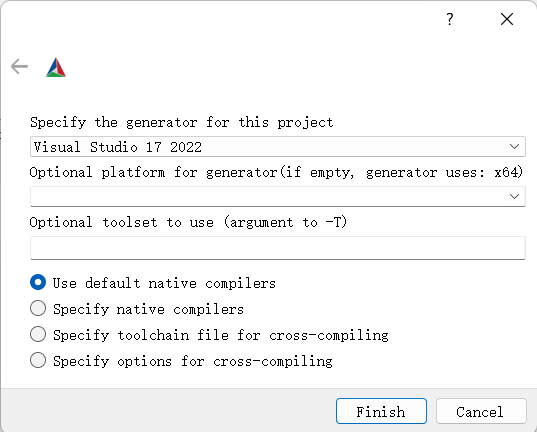 ?
Specify the generator for this project
Visual Studio 17 2022
Optional platform for generator(if empty, generator uses: x64)
Optional toolset to use (argument to -T)
Use default native compilers
Specify native compilers
Specify toolchain file for cross-compiling
Specify options for cross-compiling
Finish
Cancel